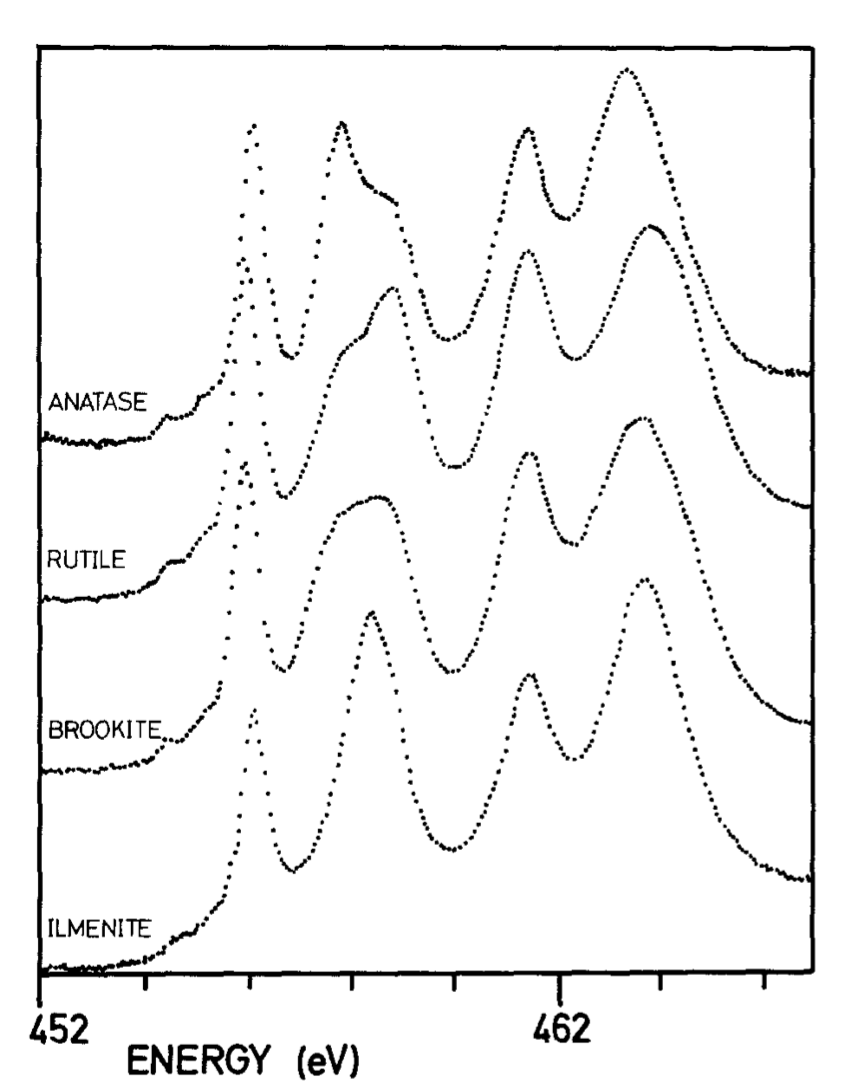 ANATASE
RUTILE
BROOKITE
ILMENITE
452 462
ENERGY (eV)